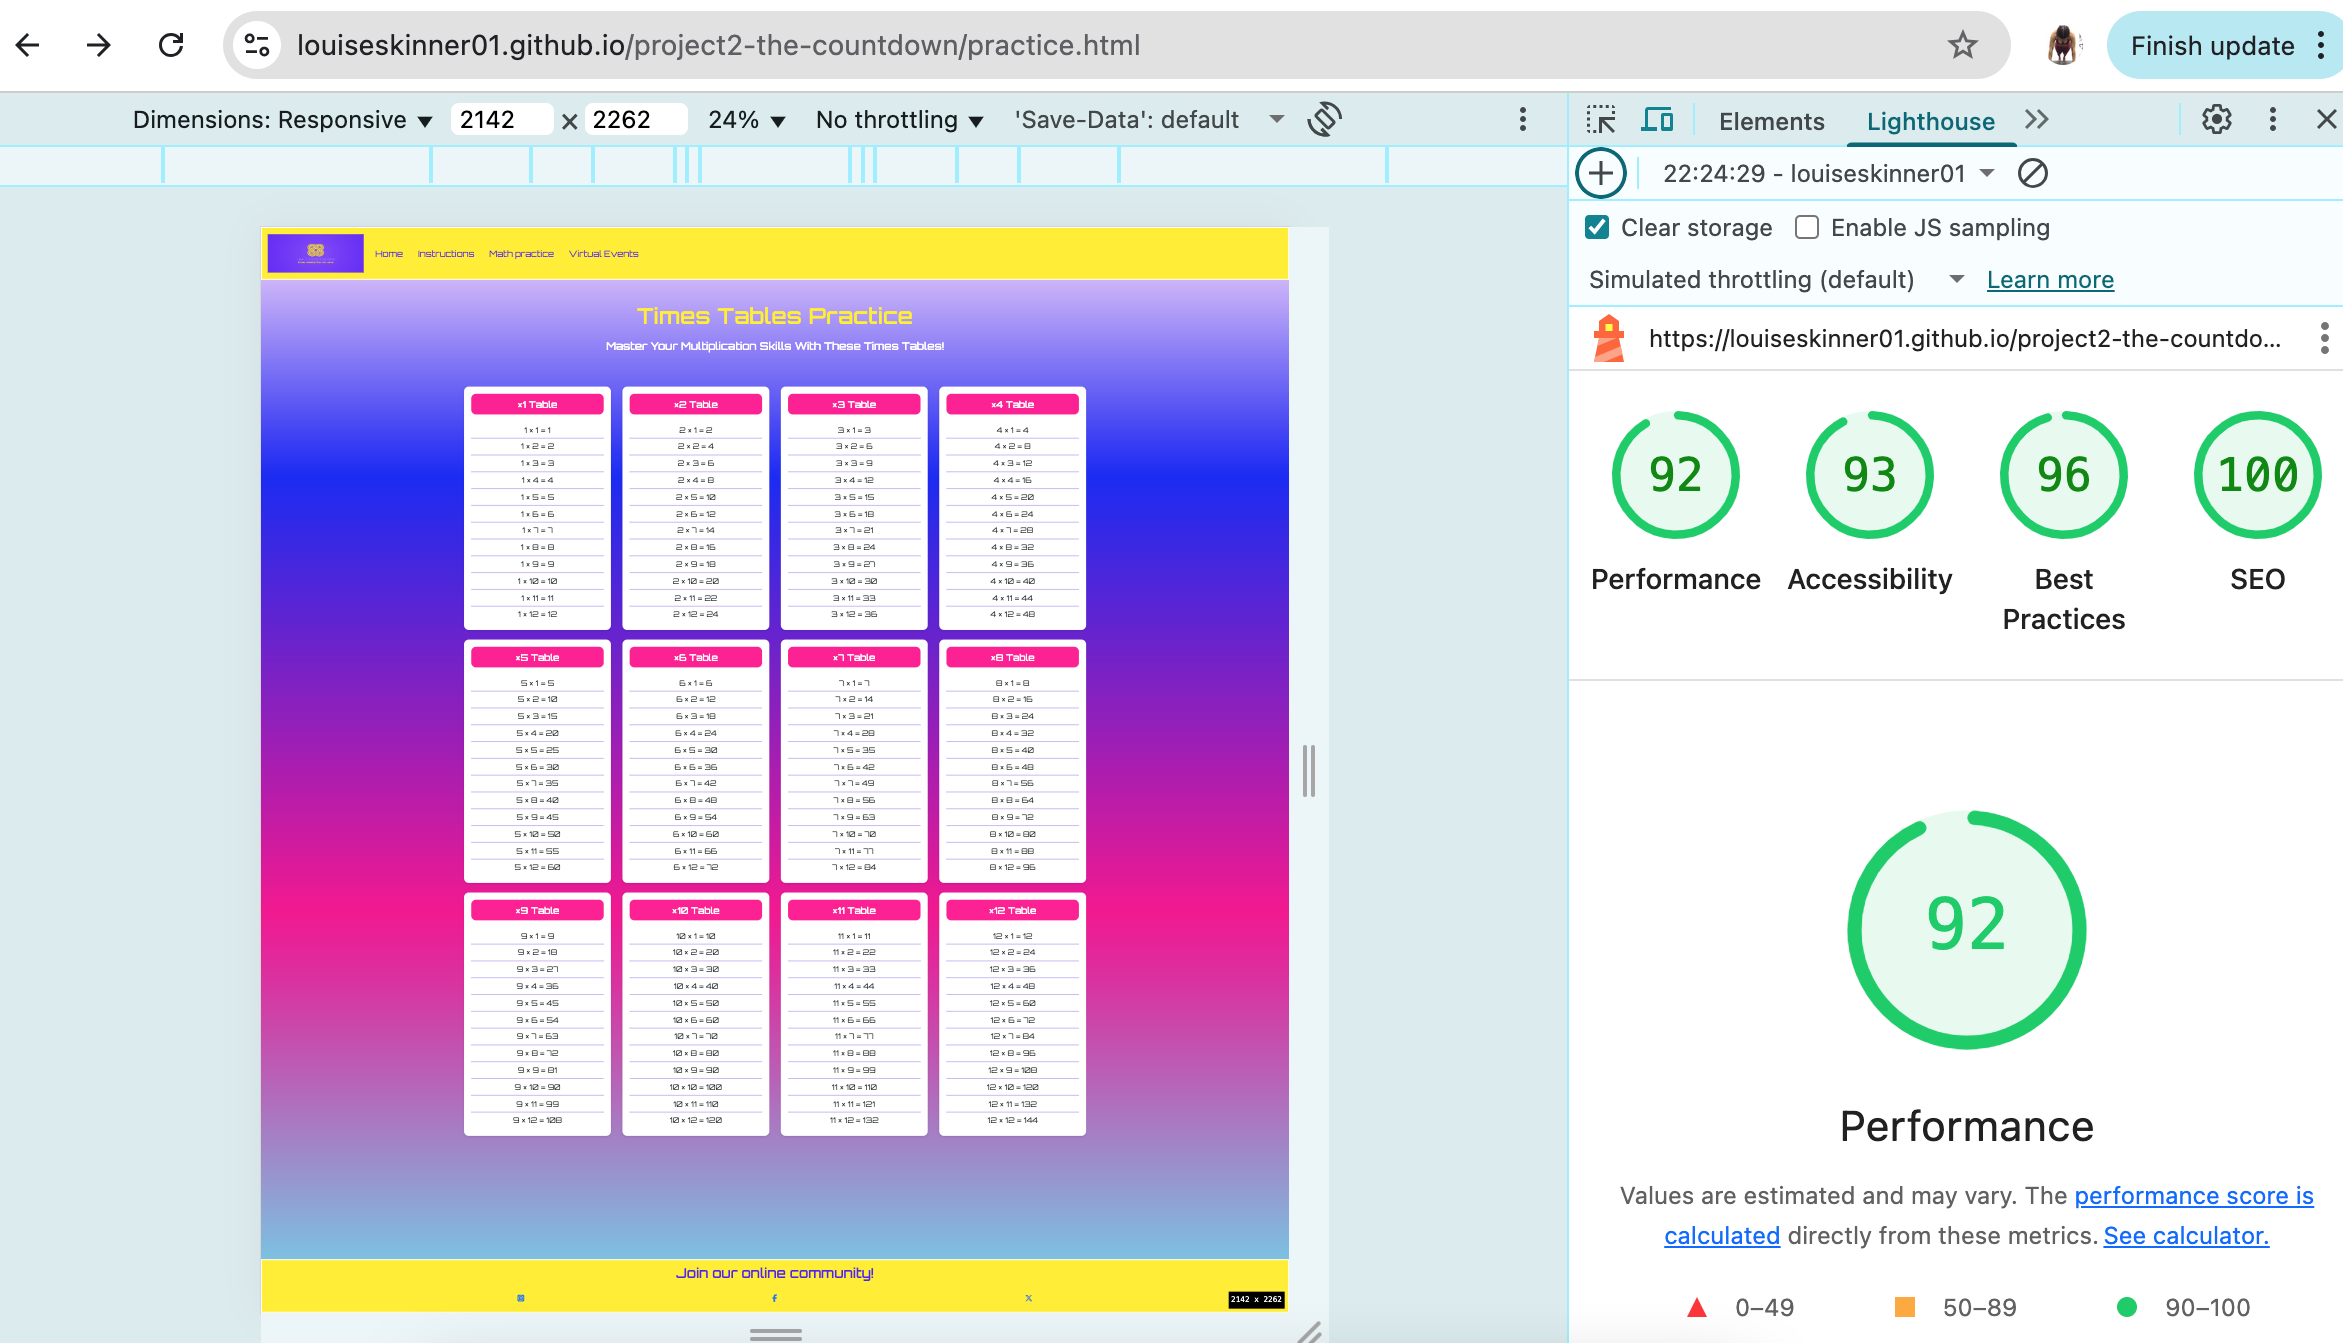 louiseskinner01.github.io/project2-the-countdown/practice.html
Finish update
Dimensions: Responsive ▼ 2142 × 2262 24% ▼ No throttling ▼ 'Save-Data': default
Elements Lighthouse
22:24:29 - louiseskinner01
Clear storage Enable JS sampling
Simulated throttling (default) Learn more
https://louiseskinner01.github.io/project2-the-countdo...
92 93 96 100
Performance Accessibility Best Practices SEO
92
Performance
Values are estimated and may vary. The performance score is
calculated directly from these metrics. See calculator.
0–49 50–89 90–100
Home Instructions Math practice Virtual Events
Times Tables Practice
Master Your Multiplication Skills With These Times Tables!
x1 Table x2 Table x3 Table x4 Table
1 x 1 = 1 2 x 1 = 2 3 x 1 = 3 4 x 1 = 4
1 x 2 = 2 2 x 2 = 4 3 x 2 = 6 4 x 2 = 8
1 x 3 = 3 2 x 3 = 6 3 x 3 = 9 4 x 3 = 12
1 x 4 = 4 2 x 4 = 8 3 x 4 = 12 4 x 4 = 16
1 x 5 = 5 2 x 5 = 10 3 x 5 = 15 4 x 5 = 20
1 x 6 = 6 2 x 6 = 12 3 x 6 = 18 4 x 6 = 24
1 x 7 = 7 2 x 7 = 14 3 x 7 = 21 4 x 7 = 28
1 x 8 = 8 2 x 8 = 16 3 x 8 = 24 4 x 8 = 32
1 x 9 = 9 2 x 9 = 18 3 x 9 = 27 4 x 9 = 36
1 x 10 = 10 2 x 10 = 20 3 x 10 = 30 4 x 10 = 40
1 x 11 = 11 2 x 11 = 22 3 x 11 = 33 4 x 11 = 44
1 x 12 = 12 2 x 12 = 24 3 x 12 = 36 4 x 12 = 48
x5 Table x6 Table x7 Table x8 Table
5 x 1 = 5 6 x 1 = 6 7 x 1 = 7 8 x 1 = 8
5 x 2 = 10 6 x 2 = 12 7 x 2 = 14 8 x 2 = 16
5 x 3 = 15 6 x 3 = 18 7 x 3 = 21 8 x 3 = 24
5 x 4 = 20 6 x 4 = 24 7 x 4 = 28 8 x 4 = 32
5 x 5 = 25 6 x 5 = 30 7 x 5 = 35 8 x 5 = 40
5 x 6 = 30 6 x 6 = 36 7 x 6 = 42 8 x 6 = 48
5 x 7 = 35 6 x 7 = 42 7 x 7 = 49 8 x 7 = 56
5 x 8 = 40 6 x 8 = 48 7 x 8 = 56 8 x 8 = 64
5 x 9 = 45 6 x 9 = 54 7 x 9 = 63 8 x 9 = 72
5 x 10 = 50 6 x 10 = 60 7 x 10 = 70 8 x 10 = 80
5 x 11 = 55 6 x 11 = 66 7 x 11 = 77 8 x 11 = 88
5 x 12 = 60 6 x 12 = 72 7 x 12 = 84 8 x 12 = 96
x9 Table x10 Table x11 Table x12 Table
9 x 1 = 9 10 x 1 = 10 11 x 1 = 11 12 x 1 = 12
9 x 2 = 18 10 x 2 = 20 11 x 2 = 22 12 x 2 = 24
9 x 3 = 27 10 x 3 = 30 11 x 3 = 33 12 x 3 = 36
9 x 4 = 36 10 x 4 = 40 11 x 4 = 44 12 x 4 = 48
9 x 5 = 45 10 x 5 = 50 11 x 5 = 55 12 x 5 = 60
9 x 6 = 54 10 x 6 = 60 11 x 6 = 66 12 x 6 = 72
9 x 7 = 63 10 x 7 = 70 11 x 7 = 77 12 x 7 = 84
9 x 8 = 72 10 x 8 = 80 11 x 8 = 88 12 x 8 = 96
9 x 9 = 81 10 x 9 = 90 11 x 9 = 99 12 x 9 = 108
9 x 10 = 90 10 x 10 = 100 11 x 10 = 110 12 x 10 = 120
9 x 11 = 99 10 x 11 = 110 11 x 11 = 121 12 x 11 = 132
9 x 12 = 108 10 x 12 = 120 11 x 12 = 132 12 x 12 = 144
Join our online community!
2142 x 2262